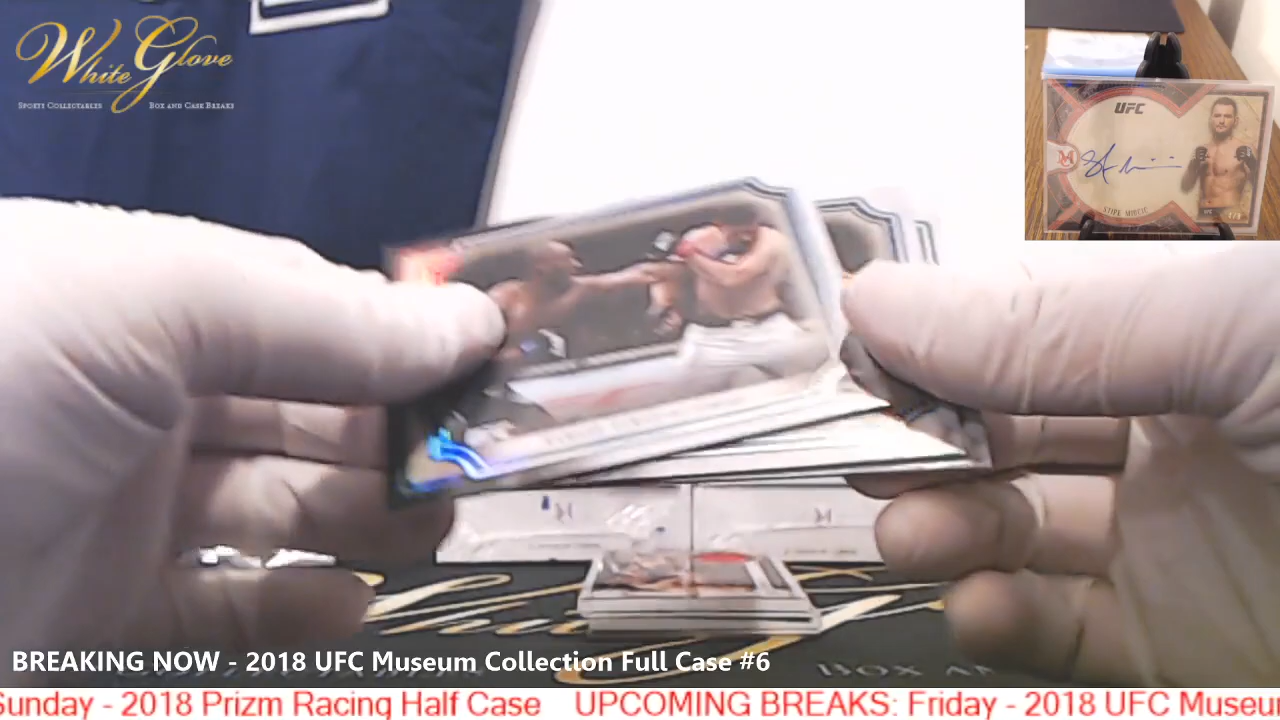 White Glove
SPORTS COLLECTABLES BOX AND CASE BREAKS
UFC
STIPE MIOCIC
BREAKING NOW - 2018 UFC Museum Collection Full Case #6
Sunday - 2018 Prizm Racing Half Case UPCOMING BREAKS: Friday - 2018 UFC Museu